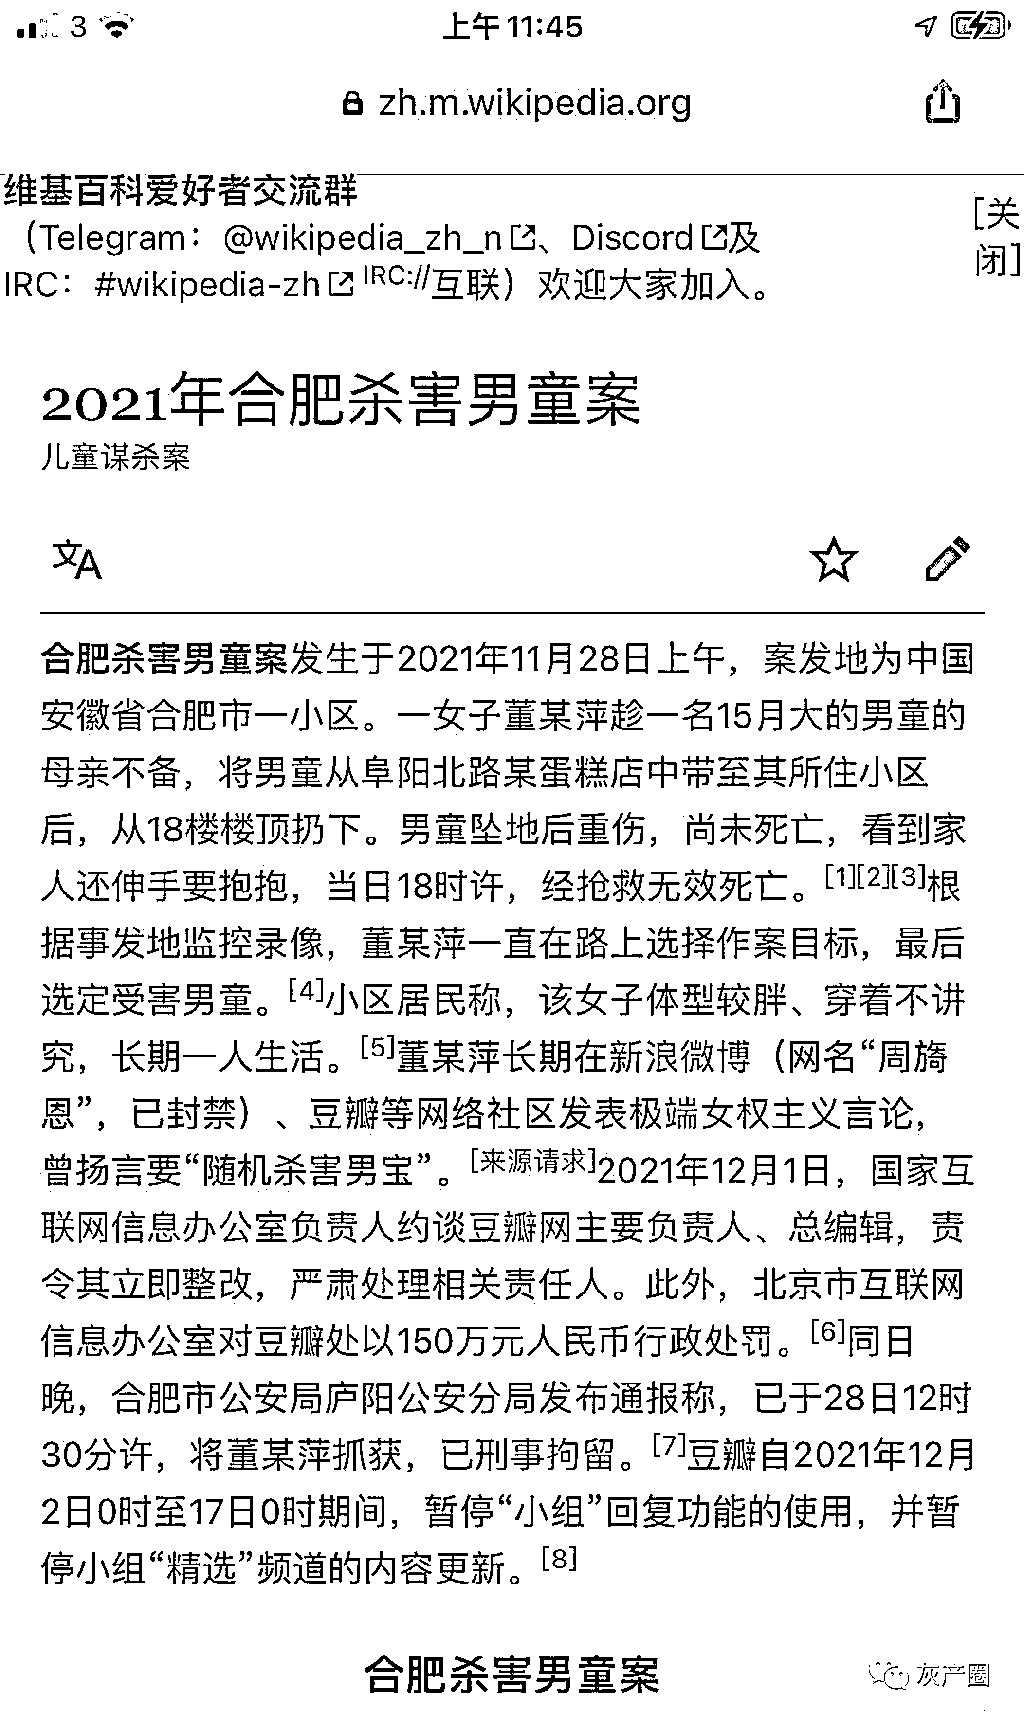 3 上午11:45
zh.m.wikipedia.org
维基百科爱好者交流群
（Telegram：@wikipedia_zh_n、Discord及
IRC：#wikipedia-zh IRC://互联）欢迎大家加入。
[关
闭]
2021年合肥杀害男童案
儿童谋杀案
文A
合肥杀害男童案发生于2021年11月28日上午，案发地为中国
安徽省合肥市一小区。一女子董某萍趁一名15月大的男童的
母亲不备，将男童从阜阳北路某蛋糕店中带至其所住小区
后，从18楼楼顶扔下。男童坠地后重伤，尚未死亡，看到家
人还伸手要抱抱，当日18时许，经抢救无效死亡。[1][2][3]根
据事发地监控录像，董某萍一直在路上选择作案目标，最后
选定受害男童。[4]小区居民称，该女子体型较胖、穿着不讲
究，长期一人生活。[5]董某萍长期在新浪微博（网名“周旖
恩”，已封禁）、豆瓣等网络社区发表极端女权主义言论，
曾扬言要“随机杀害男宝”。[来源请求]2021年12月1日，国家互
联网信息办公室负责人约谈豆瓣网主要负责人、总编辑，责
令其立即整改，严肃处理相关责任人。此外，北京市互联网
信息办公室对豆瓣处以150万元人民币行政处罚。[6]同日
晚，合肥市公安局庐阳公安分局发布通报称，已于28日12时
30分许，将董某萍抓获，已刑事拘留。[7]豆瓣自2021年12月
2日0时至17日0时期间，暂停“小组”回复功能的使用，并暂
停小组“精选”频道的内容更新。[8]
合肥杀害男童案
灰产圈